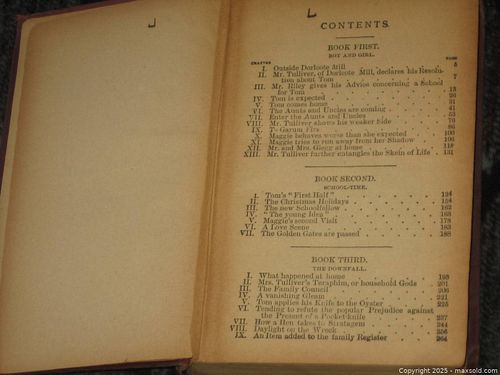 CONTENTS.
BOOK FIRST.
BOY AND GIRL.
CHAPTER PAGE
I. Outside Dorlcote Mill 5
II. Mr. Tulliver, of Dorlcote Mill, declares his Resolu-
tion about Tom 7
III. Mr. Riley gives his Advice concerning a School
for Tom 13
IV. Tom is expected 26
V. Tom comes home 31
VI. The Aunts and Uncles are coming 41
VII. Enter the Aunts and Uncles 53
VIII. Mr. Tulliver shows his weaker Side 76
IX. To Garum Firs 86
X. Maggie behaves worse than she expected 100
XI. Maggie tries to run away from her Shadow 106
XII. Mr. and Mrs. Glegg at home 118
XIII. Mr. Tulliver further entangles the Skein of Life 131
BOOK SECOND.
SCHOOL-TIME.
I. Tom's "First Half" 134
II. The Christmas Holidays 154
III. The new Schoolfellow 162
IV. "The young Idea" 168
V. Maggie's second Visit 178
VI. A Love Scene 183
VII. The Golden Gates are passed 188
BOOK THIRD.
THE DOWNFALL.
I. What happened at home 195
II. Mrs. Tulliver's Teraphim, or household Gods 201
III. The Family Council 206
IV. A vanishing Gleam 221
V. Tom applies his Knife to the Oyster 225
VI. Tending to refute the popular Prejudice against
the Present of a Pocket-knife 237
VII. How a Hen takes to Stratagem 244
VIII. Daylight on the Wreck 256
IX. An Item added to the family Register 264
Copyright 2025 - maxsold.com